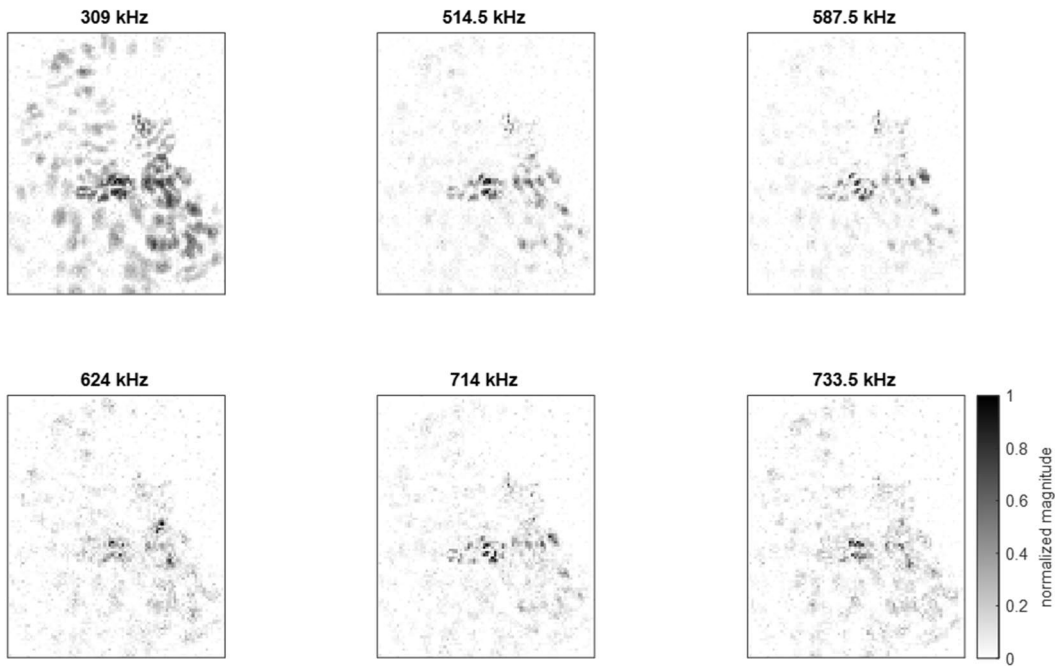 309 kHz
514.5 kHz
587.5 kHz
624 kHz
714 kHz
733.5 kHz
1
0.8
0.6
0.4
0.2
0
normalized magnitude